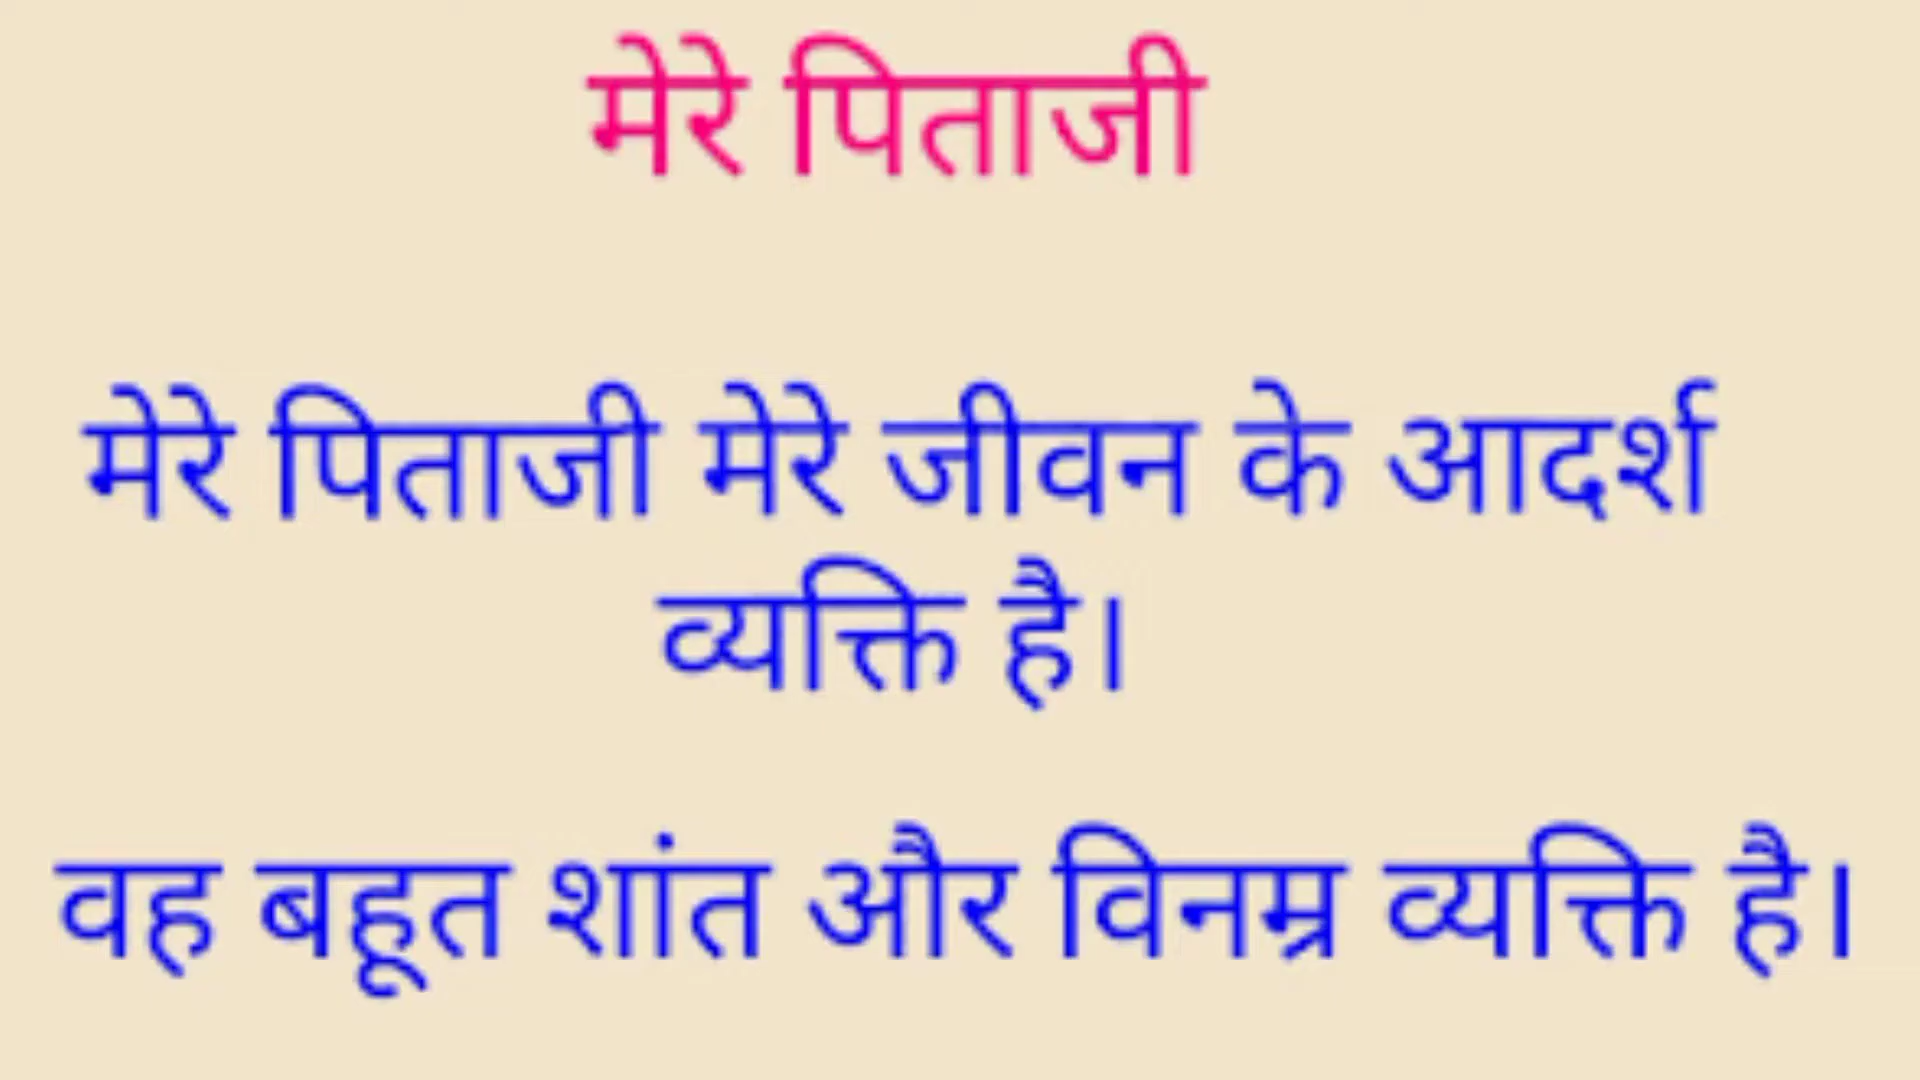 मेरे पिताजी
मेरे पिताजी मेरे जीवन के आदर्श
व्यक्ति है।
वह बहूत शांत और विनम्र व्यक्ति है।